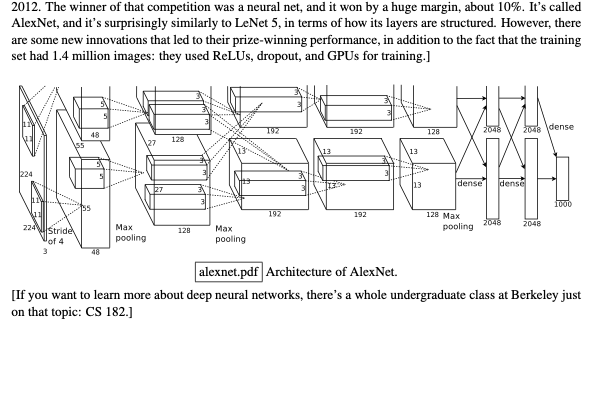 2012. The winner of that competition was a neural net, and it won by a huge margin, about 10%. It's called
AlexNet, and it's surprisingly similarly to LeNet 5, in terms of how its layers are structured. However, there
are some new innovations that led to their prize-winning performance, in addition to the fact that the training
set had 1.4 million images: they used ReLUs, dropout, and GPUs for training.]
3
3
3
3
3
5
5
11
11
48
55
27
128
192
192
128
2048
2048
dense
13
13
13
3
3
5
5
224
27
3
3
13
3
3
3
13
13
dense
dense
11
11
55
192
192
128
Max
pooling
1000
2048
2048
224
Stride
of 4
Max
pooling
128
Max
pooling
3
48
alexnet.pdf Architecture of AlexNet.
[If you want to learn more about deep neural networks, there's a whole undergraduate class at Berkeley just
on that topic: CS 182.]